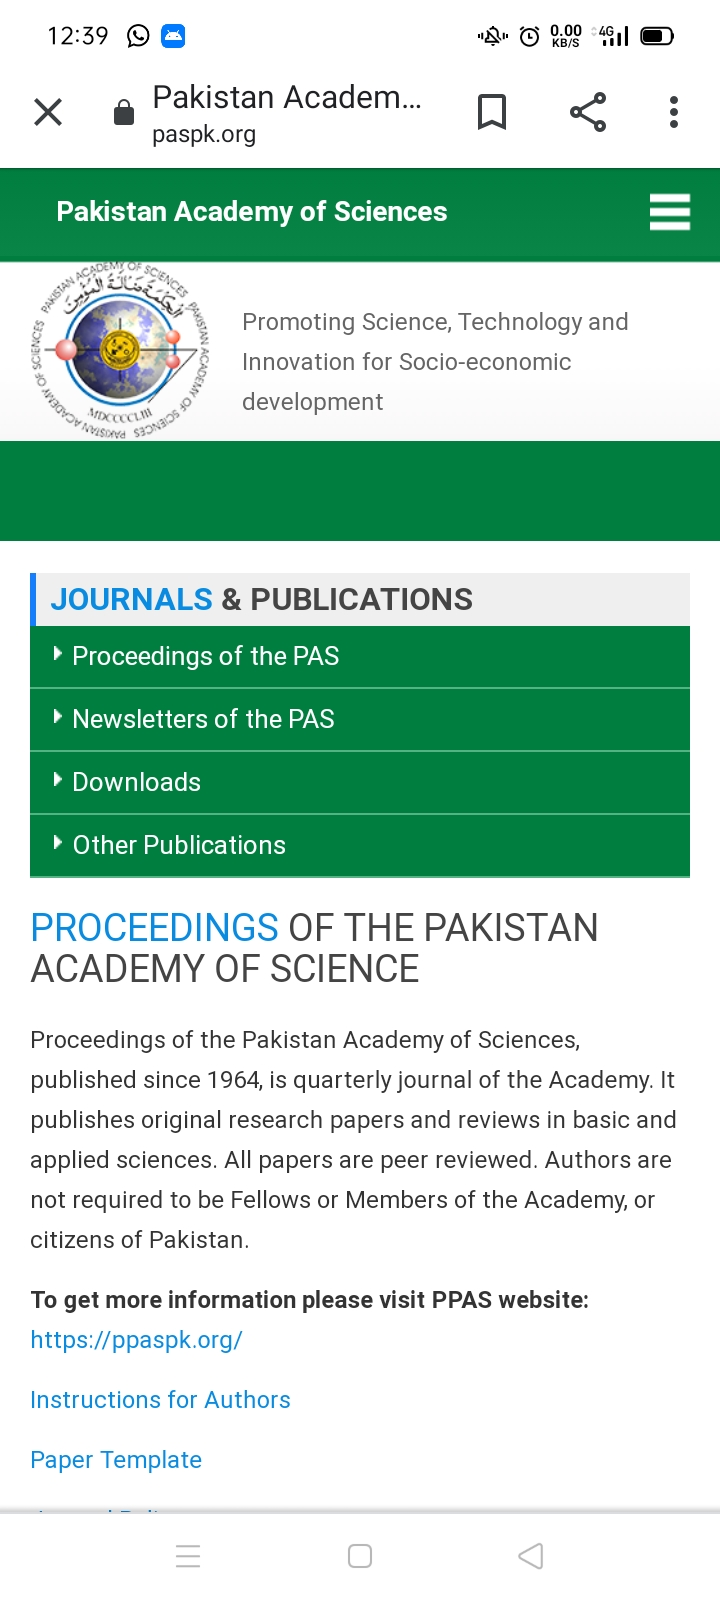 12:39
0.00
KB/S
4G
Pakistan Academ...
paspk.org
Pakistan Academy of Sciences
PAKISTAN ACADEMY OF SCIENCES
MDCCCCLIII
Promoting Science, Technology and
Innovation for Socio-economic
development
JOURNALS & PUBLICATIONS
Proceedings of the PAS
Newsletters of the PAS
Downloads
Other Publications
PROCEEDINGS OF THE PAKISTAN
ACADEMY OF SCIENCE
Proceedings of the Pakistan Academy of Sciences,
published since 1964, is quarterly journal of the Academy. It
publishes original research papers and reviews in basic and
applied sciences. All papers are peer reviewed. Authors are
not required to be Fellows or Members of the Academy, or
citizens of Pakistan.
To get more information please visit PPAS website:
https://ppaspk.org/
Instructions for Authors
Paper Template